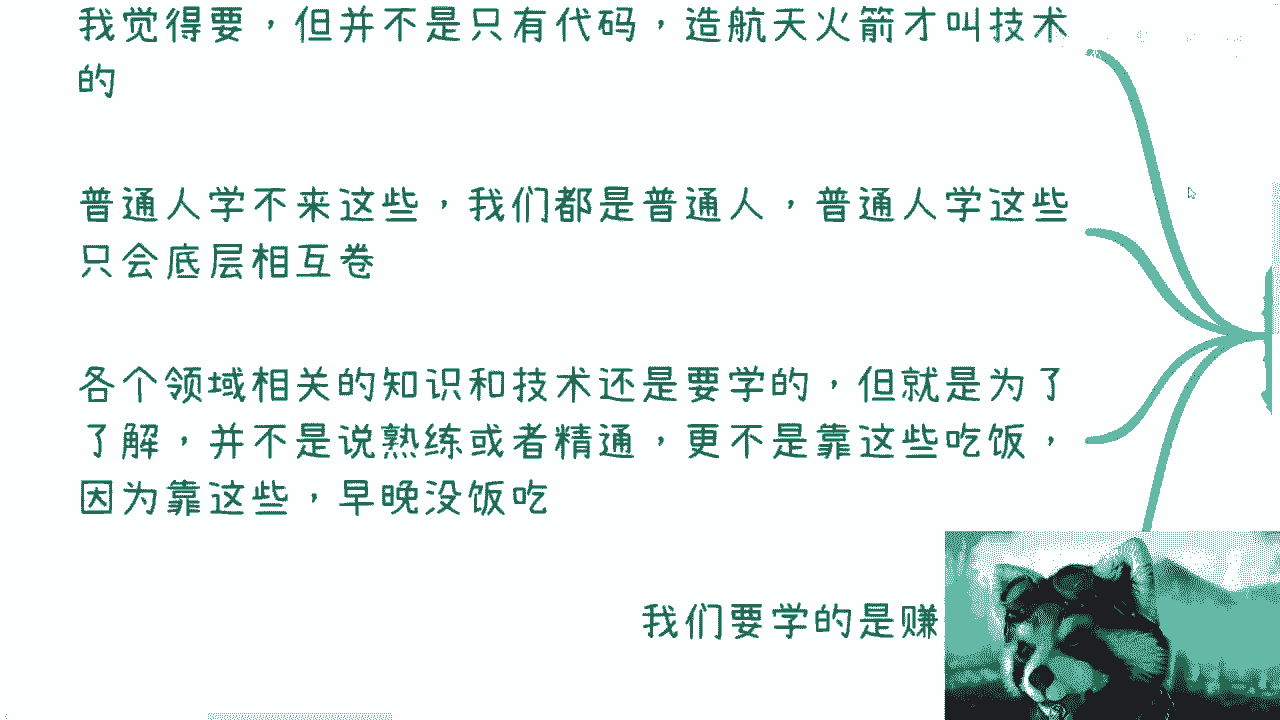 我觉得要，但并不是只有代码，造航天火箭才叫技术
的
普通人学不来这些，我们都是普通人，普通人学这些
只会底层相互卷
各个领域相关的知识和技术还是要学的，但就是为了
了解，并不是说熟练或者精通，更不是靠这些吃饭，
因为靠这些，早晚没饭吃
我们要学的是赚